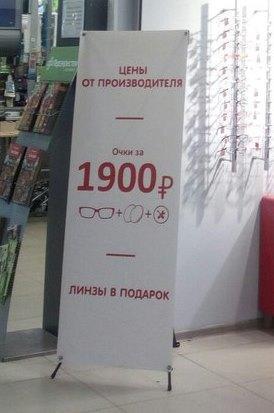 ЦЕНЫ
ОТ ПРОИЗВОДИТЕЛЯ
Очки за
1900₽
ЛИНЗЫ В ПОДАРОК